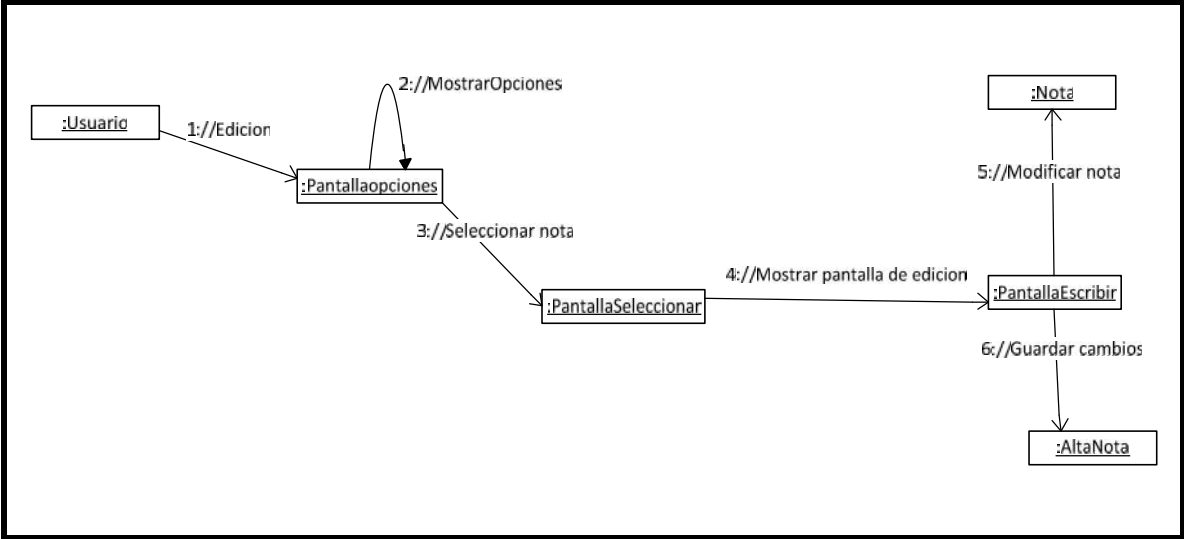 :Usuario
1://Edicion
2://MostrarOpciones
:Pantallaopciones
3://Seleccionar nota
:PantallaSeleccionar
4://Mostrar pantalla de edicion
:PantallaEscribir
5://Modificar nota
:Nota
6://Guardar cambios
:AltaNota